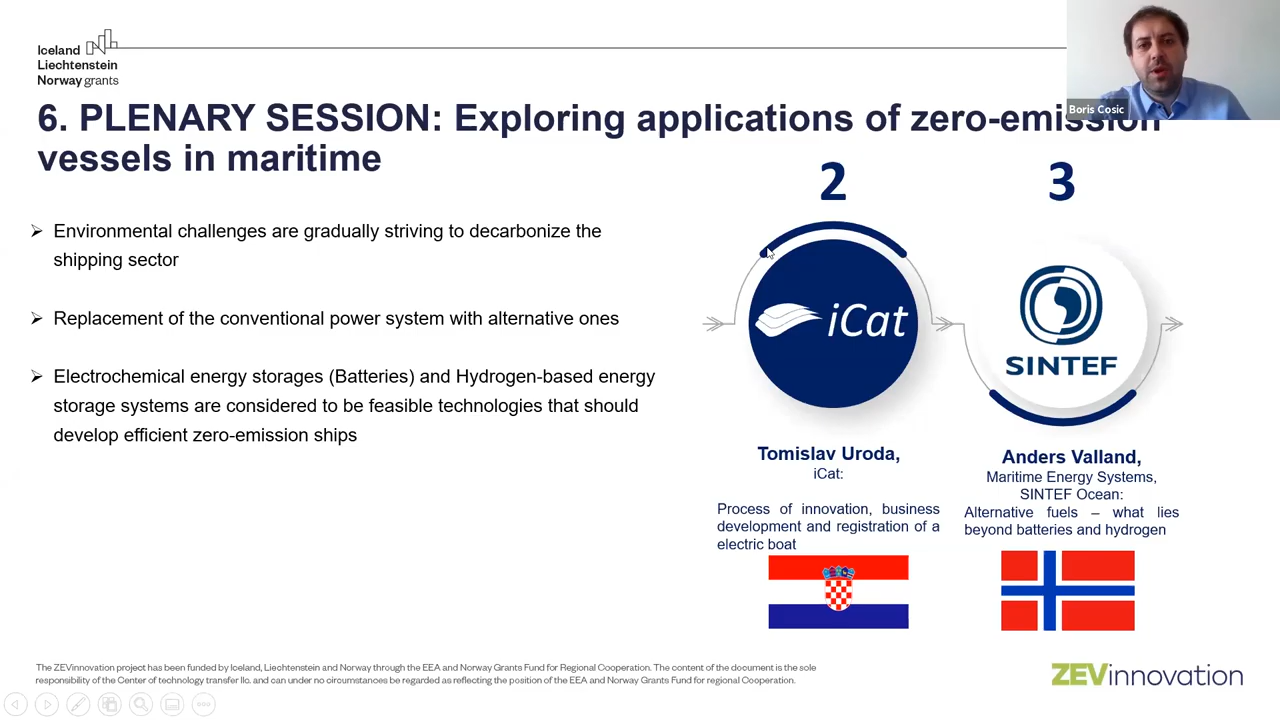 Iceland
Liechtenstein
Norway grants
Boris Cosic
6. PLENARY SESSION: Exploring applications of zero-emission
vessels in maritime
Environmental challenges are gradually striving to decarbonize the
shipping sector
Replacement of the conventional power system with alternative ones
Electrochemical energy storages (Batteries) and Hydrogen-based energy
storage systems are considered to be feasible technologies that should
develop efficient zero-emission ships
2
iCat
Tomislav Uroda,
iCat:
Process of innovation, business
development and registration of a
electric boat
3
SINTEF
Anders Valland,
Maritime Energy Systems,
SINTEF Ocean:
Alternative fuels – what lies
beyond batteries and hydrogen
The ZEVinnovation project has been funded by Iceland, Liechtenstein and Norway through the EEA and Norway Grants Fund for Regional Cooperation. The content of the document is the sole
responsibility of the Center of technology transfer llc. and can under no circumstances be regarded as reflecting the position of the EEA and Norway Grants Fund for regional Cooperation.
ZEVinnovation